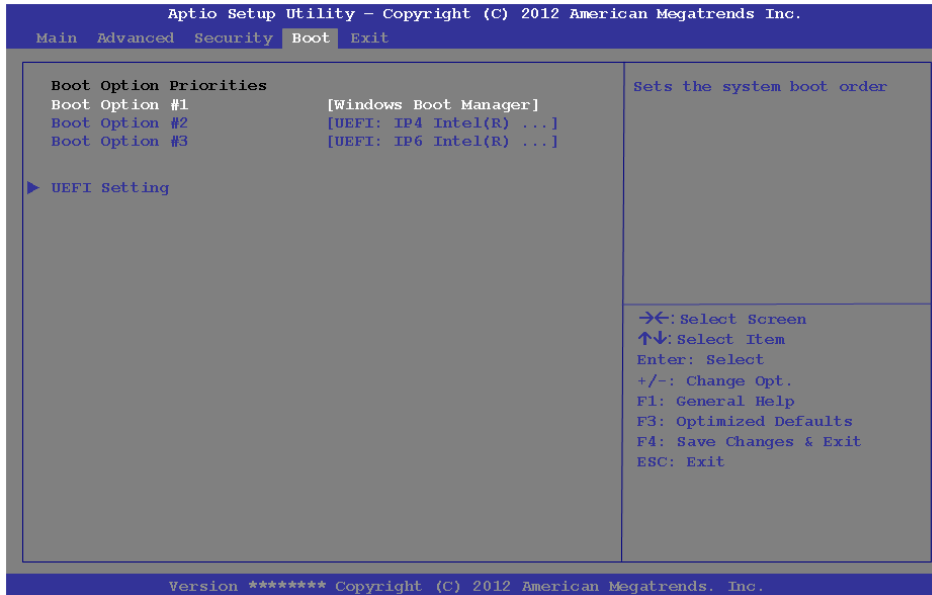 Aptio Setup Utility – Copyright (C) 2012 American Megatrends Inc.
Main Advanced Security Boot Exit
Boot Option Priorities
Boot Option #1 [Windows Boot Manager]
Boot Option #2 [UEFI: IP4 Intel(R) ...]
Boot Option #3 [UEFI: IP6 Intel(R) ...]
▶ UEFI Setting
Sets the system boot order
→←: Select Screen
↑↓: Select Item
Enter: Select
+/-: Change Opt.
F1: General Help
F3: Optimized Defaults
F4: Save Changes & Exit
ESC: Exit
Version ******** Copyright (C) 2012 American Megatrends. Inc.